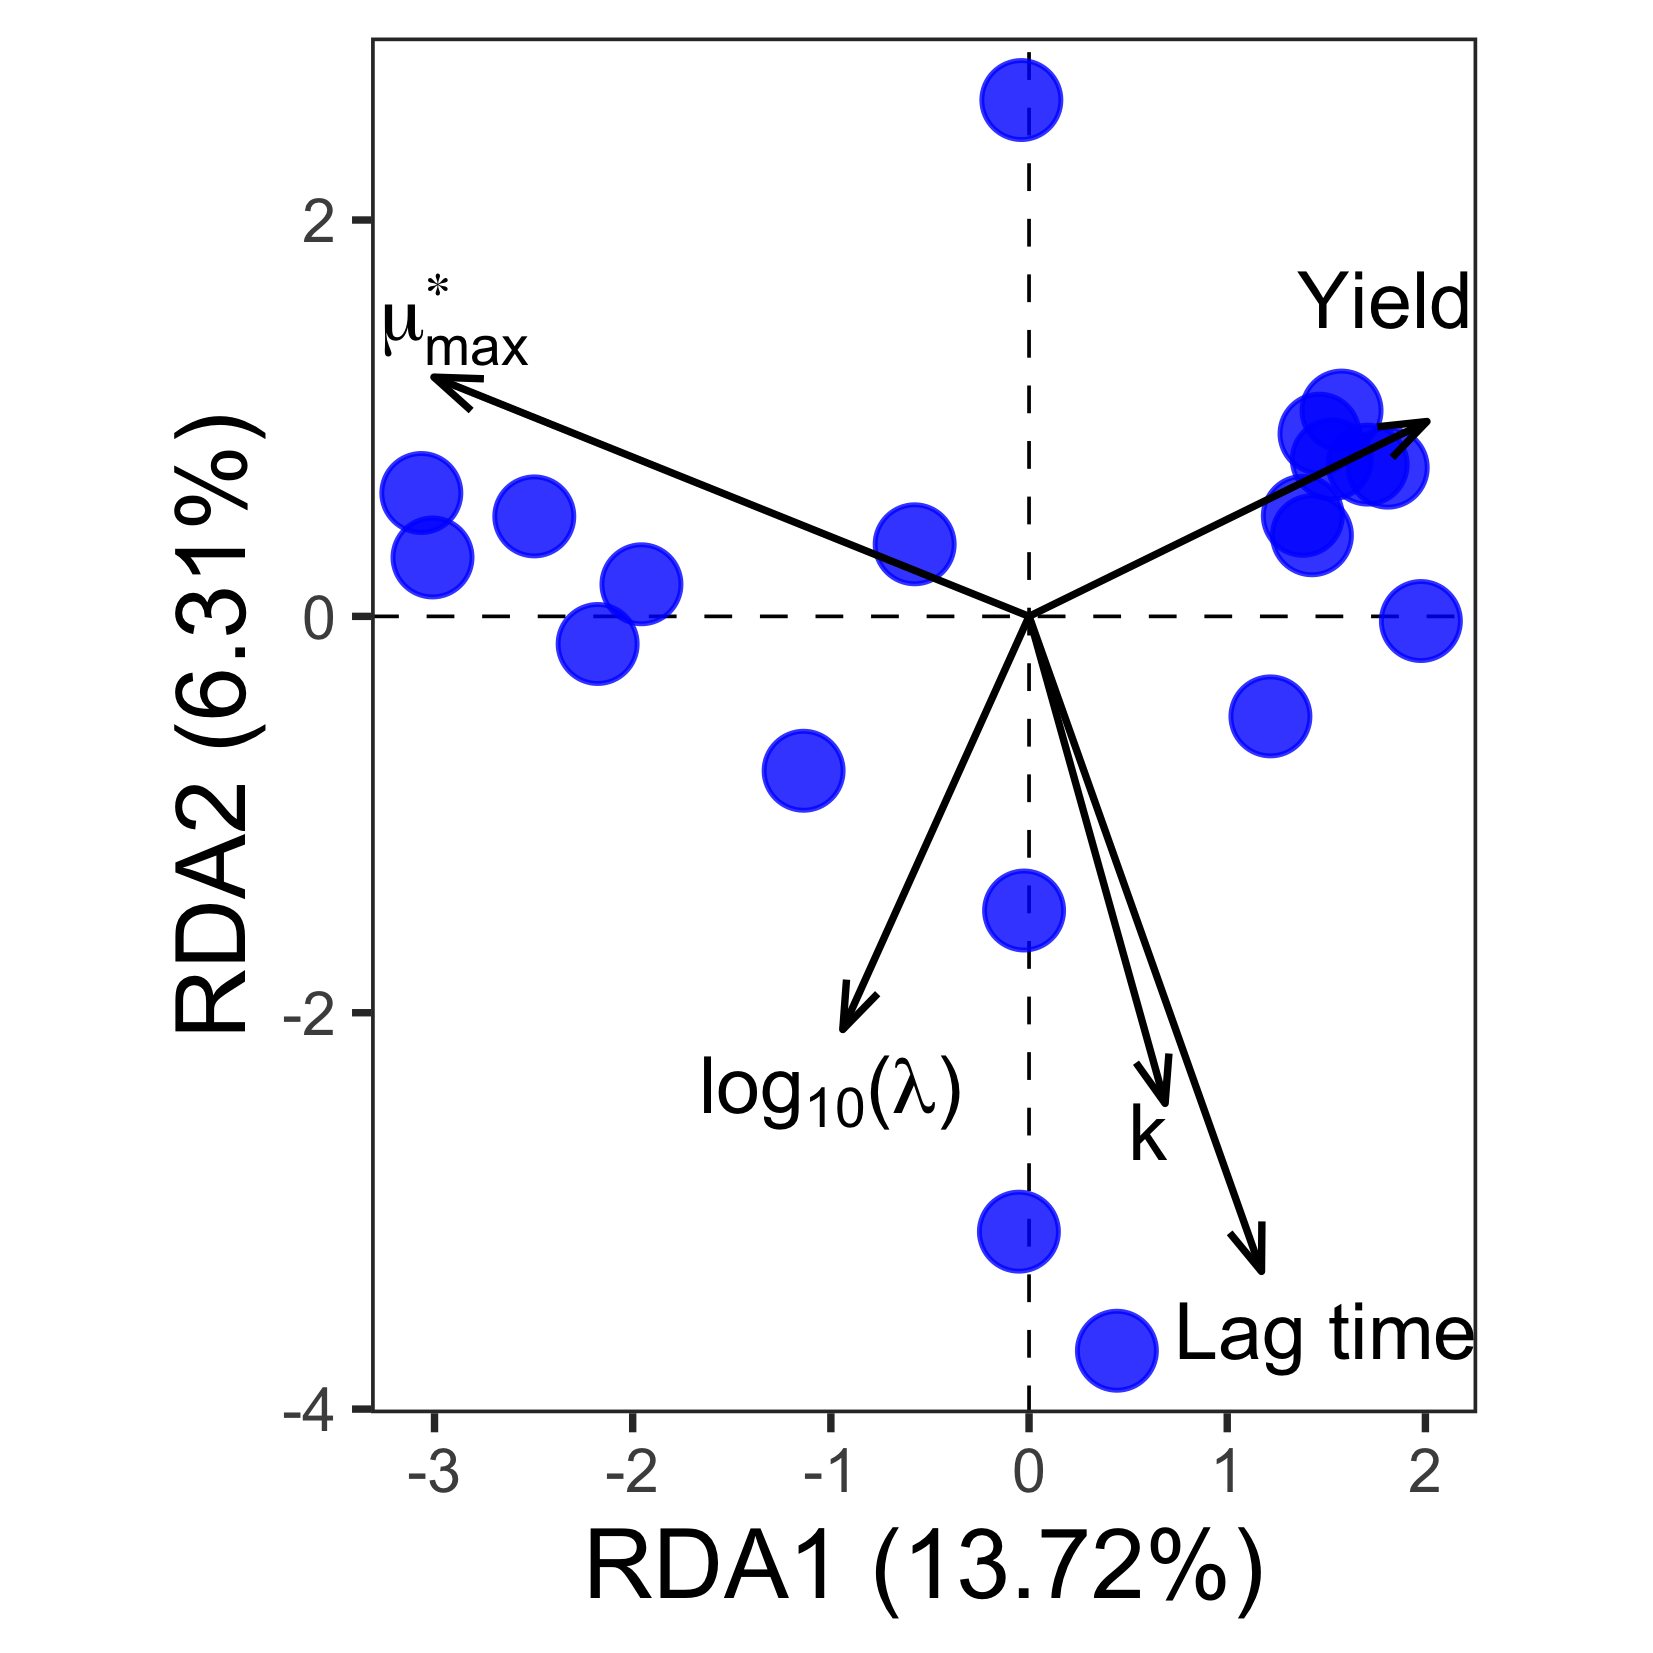 2
μ*max
Yield
0
RDA2 (6.31%)
-2
log10(λ)
k
Lag time
-4
-3 -2 -1 0 1 2
RDA1 (13.72%)